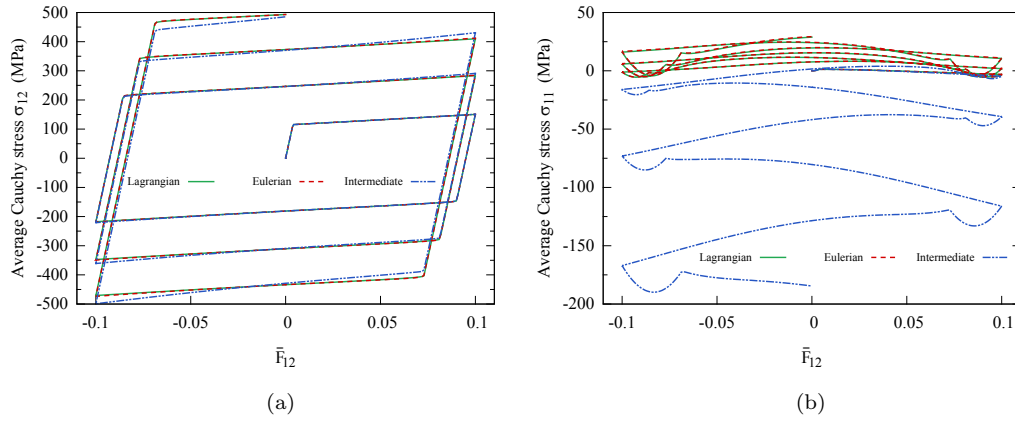 500
400
300
200
100
0
-100
-200
-300
-400
-500
-0.1 -0.05 0 0.05 0.1
Average Cauchy stress σ12 (MPa)
F̄12
Lagrangian Eulerian Intermediate
(a)
50
0
-50
-100
-150
-200
-0.1 -0.05 0 0.05 0.1
Average Cauchy stress σ11 (MPa)
F̄12
Lagrangian Eulerian Intermediate
(b)